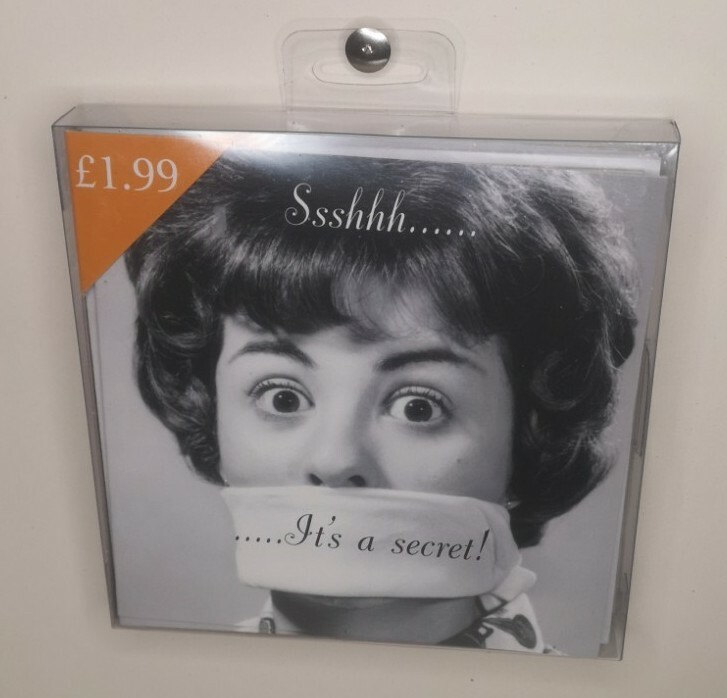 £1.99
Ssshhh......
.....It's a secret!